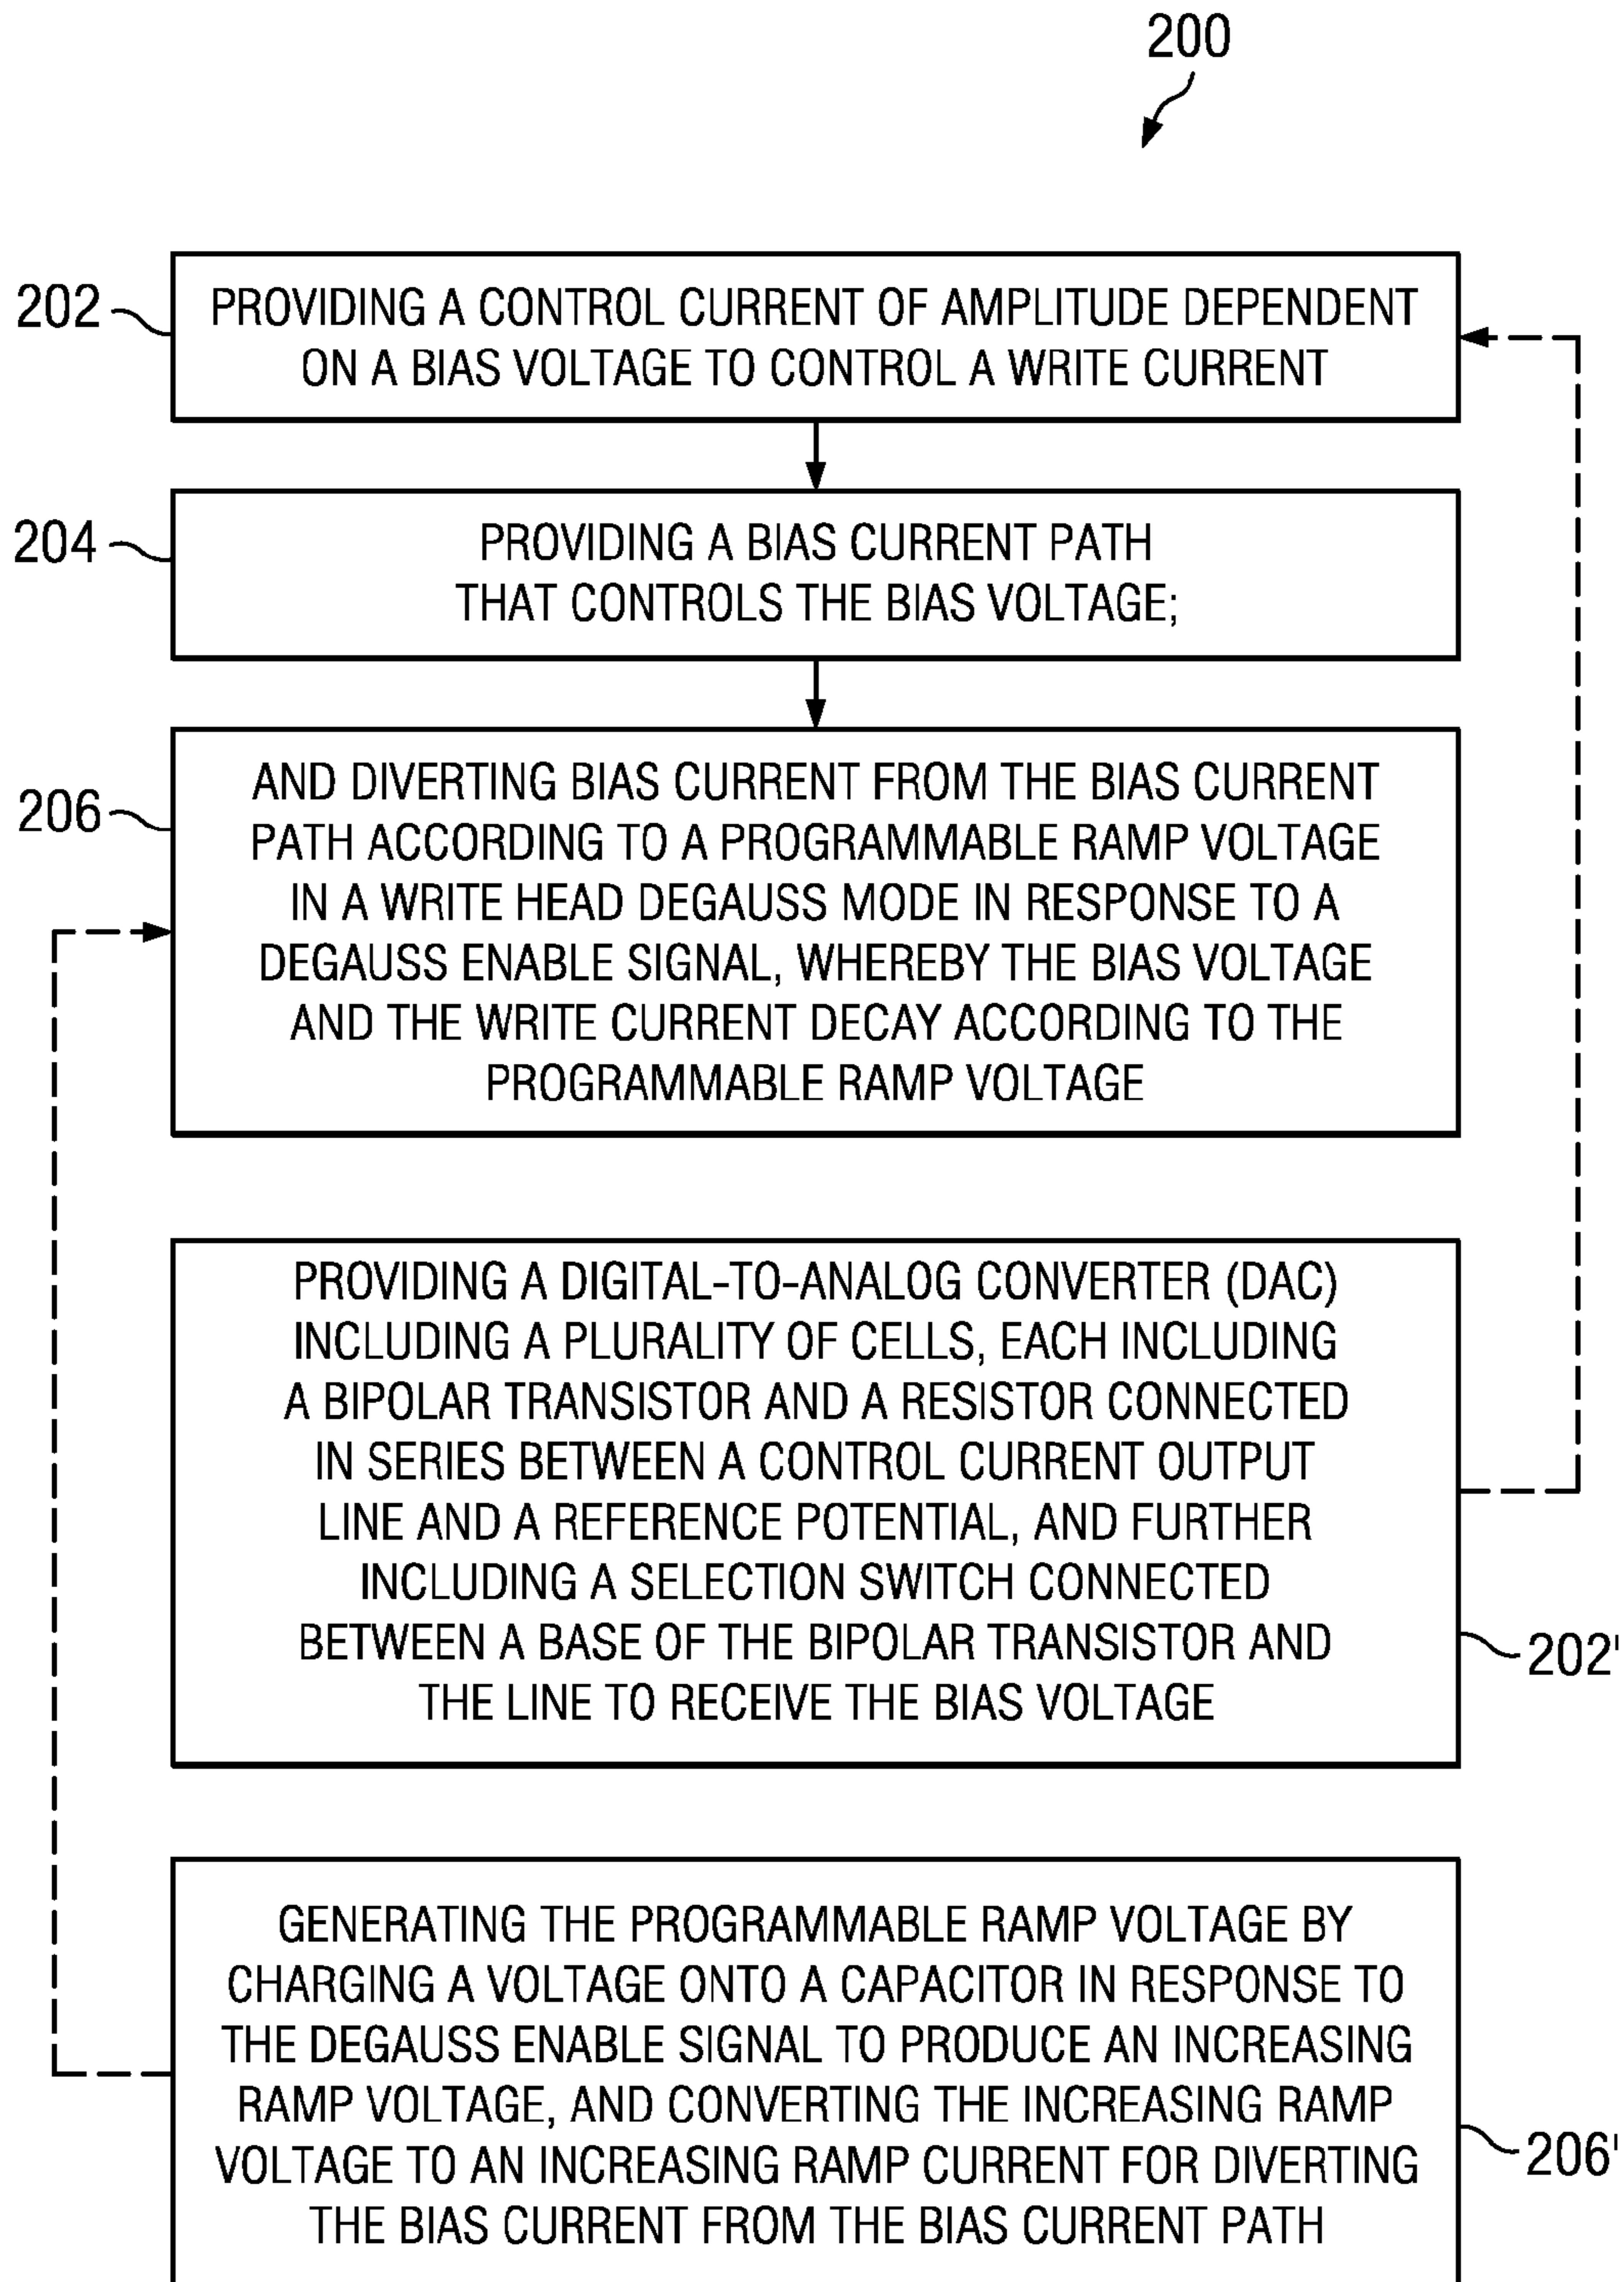 200
202
PROVIDING A CONTROL CURRENT OF AMPLITUDE DEPENDENT
ON A BIAS VOLTAGE TO CONTROL A WRITE CURRENT
204
PROVIDING A BIAS CURRENT PATH
THAT CONTROLS THE BIAS VOLTAGE;
206
AND DIVERTING BIAS CURRENT FROM THE BIAS CURRENT
PATH ACCORDING TO A PROGRAMMABLE RAMP VOLTAGE
IN A WRITE HEAD DEGAUSS MODE IN RESPONSE TO A
DEGAUSS ENABLE SIGNAL, WHEREBY THE BIAS VOLTAGE
AND THE WRITE CURRENT DECAY ACCORDING TO THE
PROGRAMMABLE RAMP VOLTAGE
PROVIDING A DIGITAL-TO-ANALOG CONVERTER (DAC)
INCLUDING A PLURALITY OF CELLS, EACH INCLUDING
A BIPOLAR TRANSISTOR AND A RESISTOR CONNECTED
IN SERIES BETWEEN A CONTROL CURRENT OUTPUT
LINE AND A REFERENCE POTENTIAL, AND FURTHER
INCLUDING A SELECTION SWITCH CONNECTED
BETWEEN A BASE OF THE BIPOLAR TRANSISTOR AND
THE LINE TO RECEIVE THE BIAS VOLTAGE
202'
GENERATING THE PROGRAMMABLE RAMP VOLTAGE BY
CHARGING A VOLTAGE ONTO A CAPACITOR IN RESPONSE TO
THE DEGAUSS ENABLE SIGNAL TO PRODUCE AN INCREASING
RAMP VOLTAGE, AND CONVERTING THE INCREASING RAMP
VOLTAGE TO AN INCREASING RAMP CURRENT FOR DIVERTING
THE BIAS CURRENT FROM THE BIAS CURRENT PATH
206'